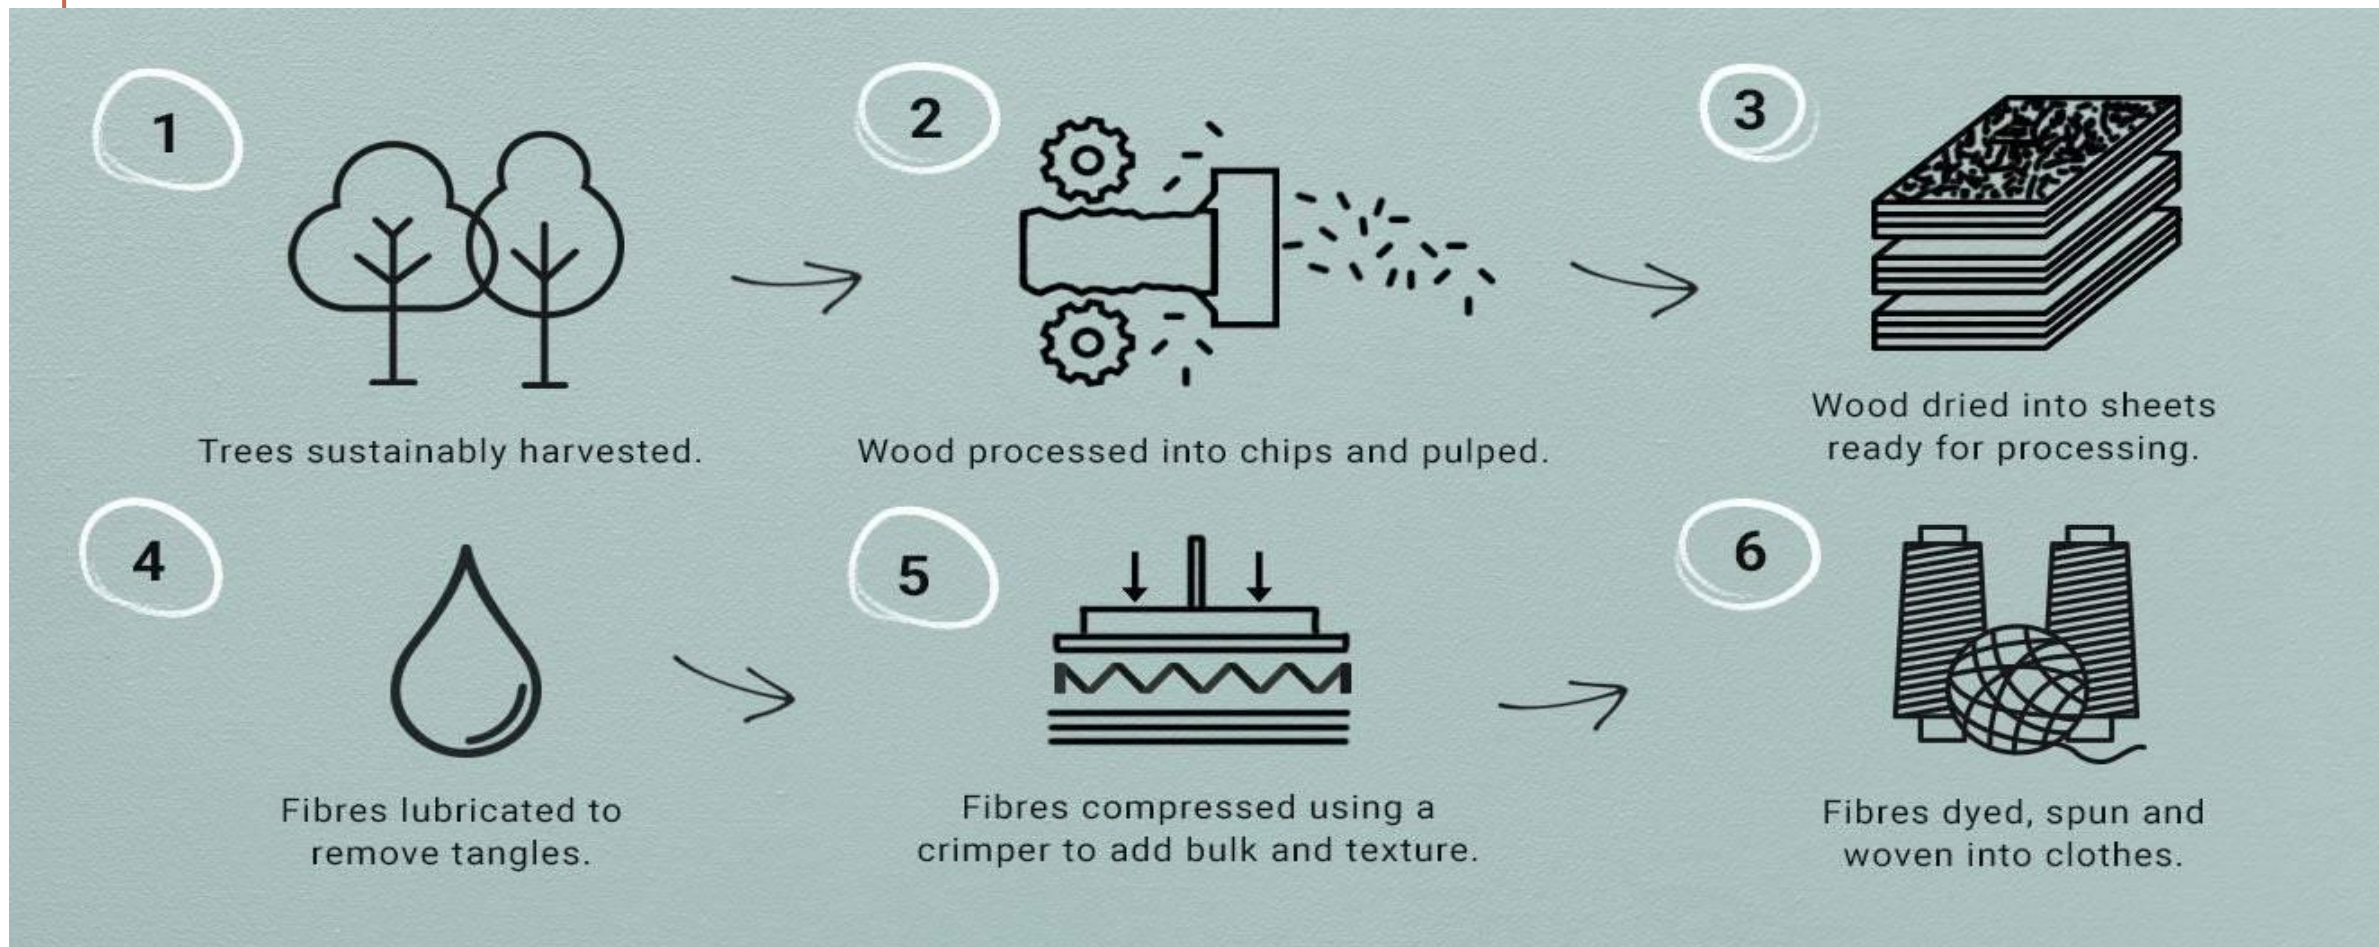 1
Trees sustainably harvested.
2
Wood processed into chips and pulped.
3
Wood dried into sheets
ready for processing.
4
Fibres lubricated to
remove tangles.
5
Fibres compressed using a
crimper to add bulk and texture.
6
Fibres dyed, spun and
woven into clothes.